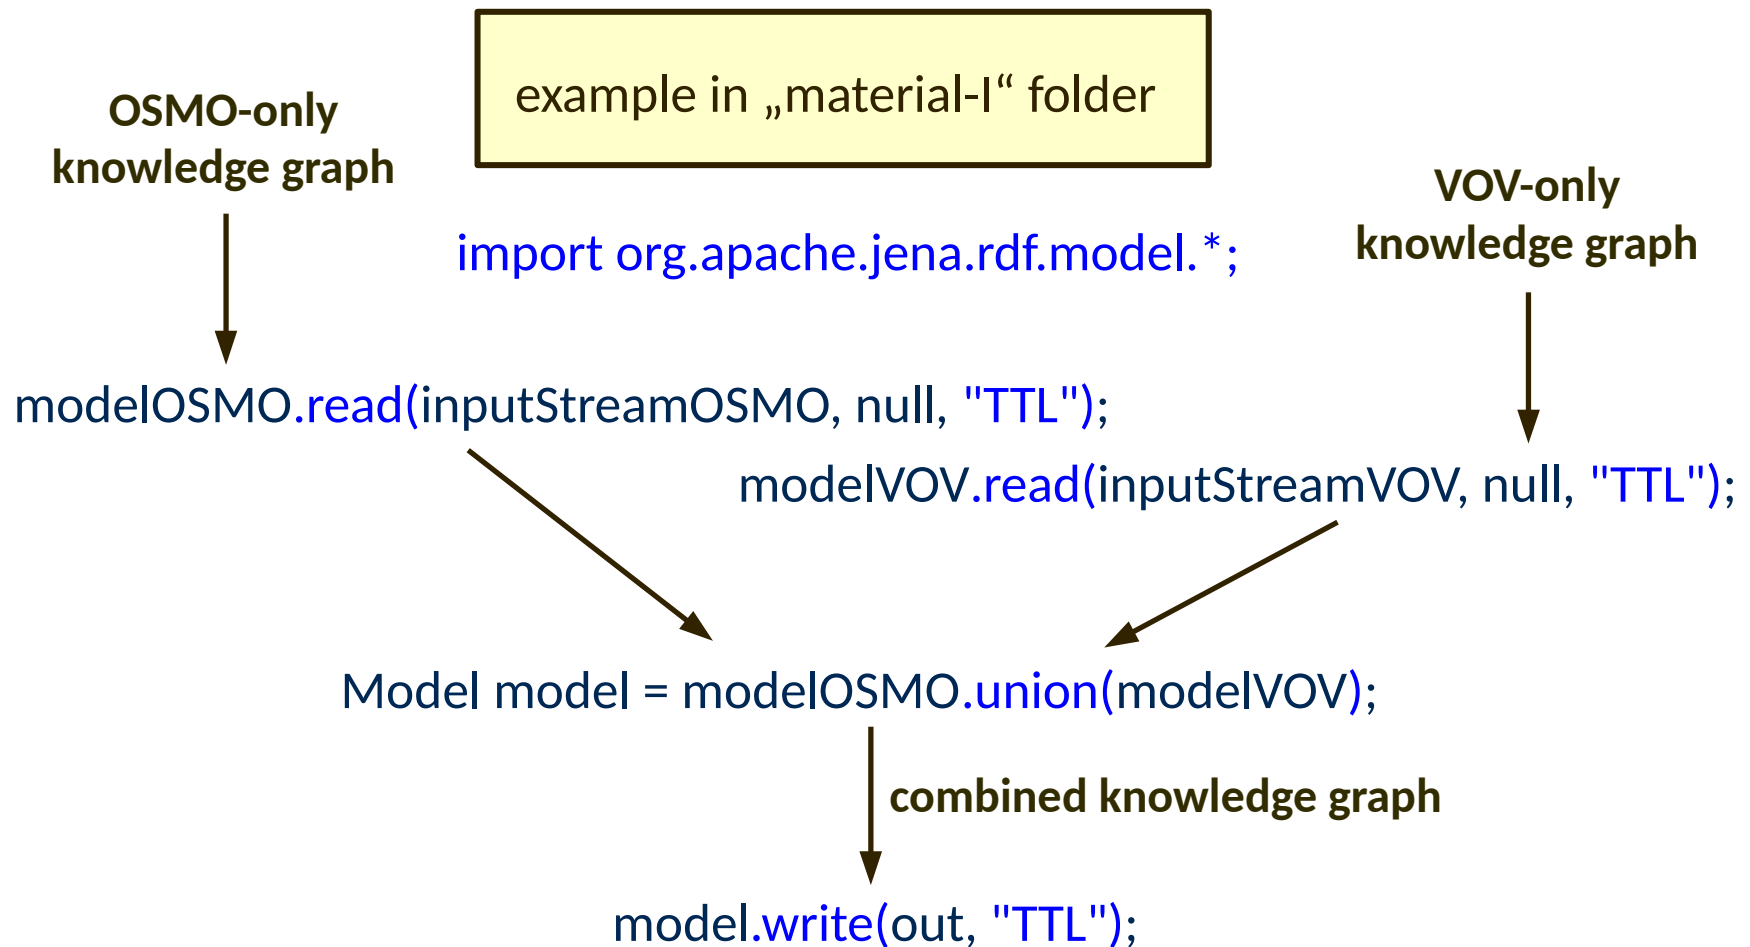 example in „material-I“ folder
OSMO-only
knowledge graph
VOV-only
knowledge graph
import org.apache.jena.rdf.model.*;
modelOSMO.read(inputStreamOSMO, null, "TTL");
modelVOV.read(inputStreamVOV, null, "TTL");
Model model = modelOSMO.union(modelVOV);
combined knowledge graph
model.write(out, "TTL");